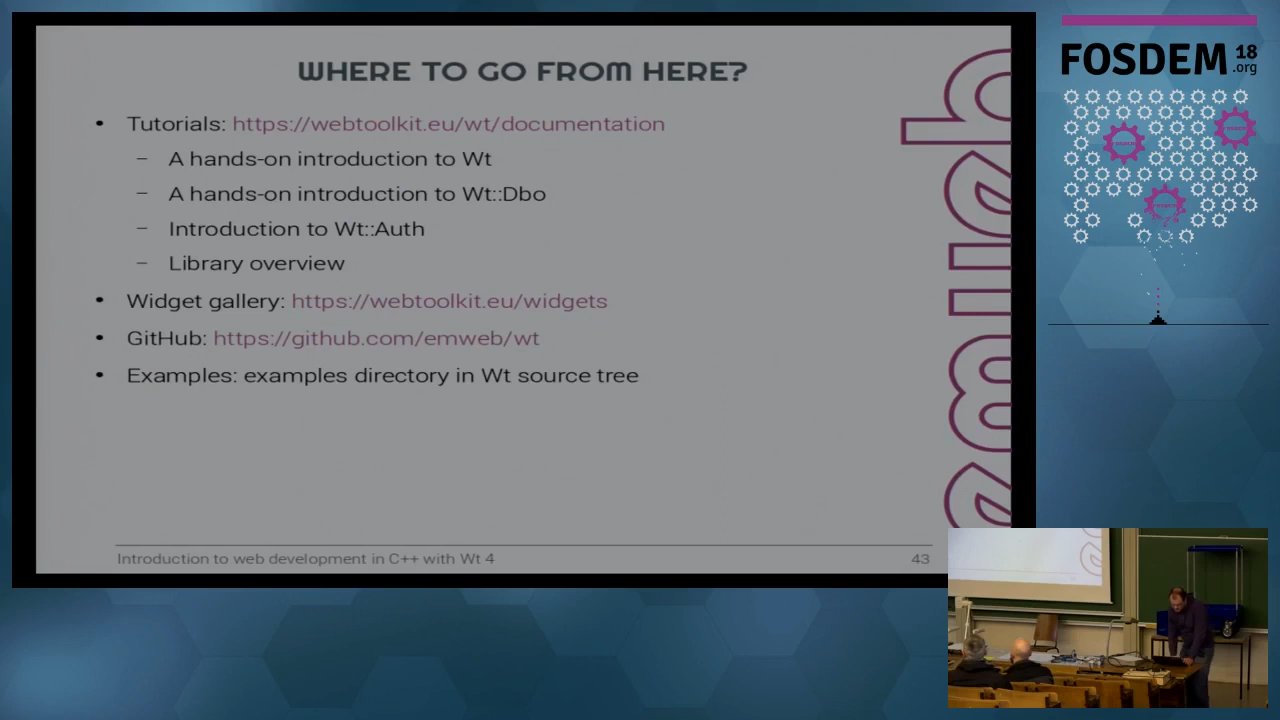 WHERE TO GO FROM HERE?
• Tutorials: https://webtoolkit.eu/wt/documentation
– A hands-on introduction to Wt
– A hands-on introduction to Wt::Dbo
– Introduction to Wt::Auth
– Library overview
• Widget gallery: https://webtoolkit.eu/widgets
• GitHub: https://github.com/emweb/wt
• Examples: examples directory in Wt source tree
Introduction to web development in C++ with Wt 4
43
emweb
FOSDEM 18
.org